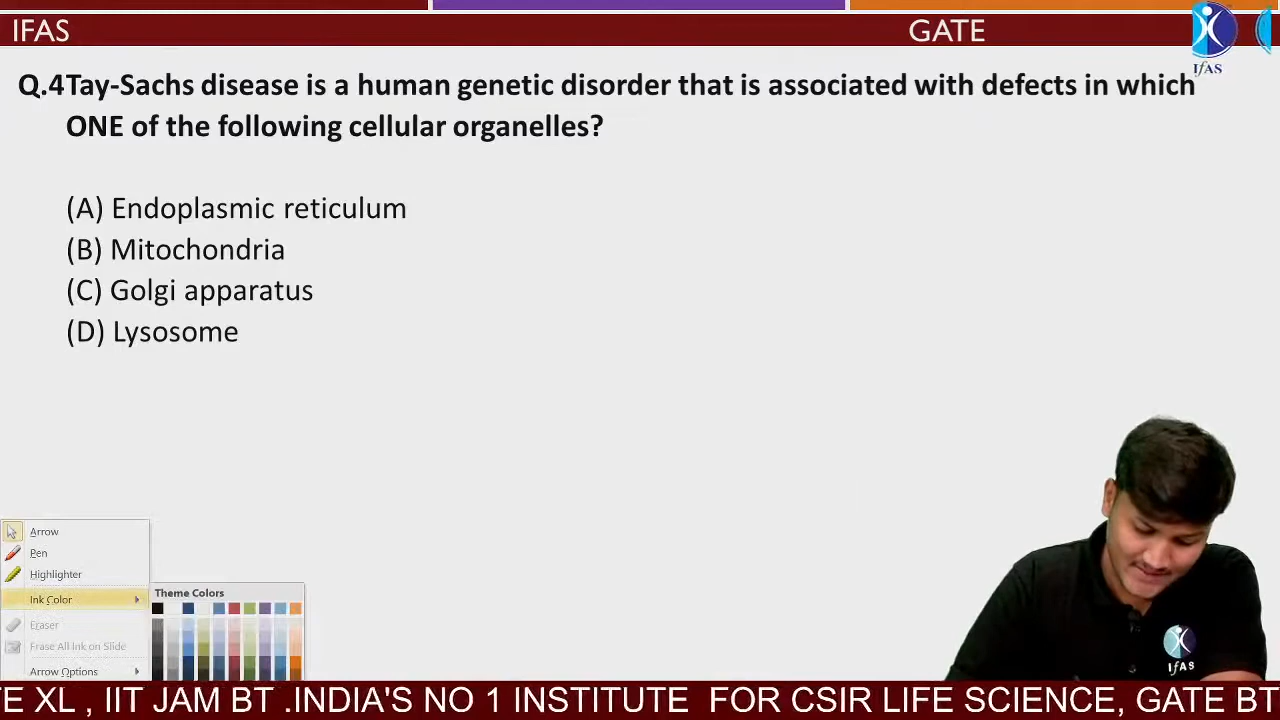 IFAS
GATE
IfAS
Q.4Tay-Sachs disease is a human genetic disorder that is associated with defects in which
ONE of the following cellular organelles?
(A) Endoplasmic reticulum
(B) Mitochondria
(C) Golgi apparatus
(D) Lysosome
Arrow
Pen
Highlighter
Ink Color
Theme Colors
Eraser
Erase All Ink on Slide
Arrow Options
IfAS
TE XL , IIT JAM BT .INDIA'S NO 1 INSTITUTE FOR CSIR LIFE SCIENCE, GATE BT